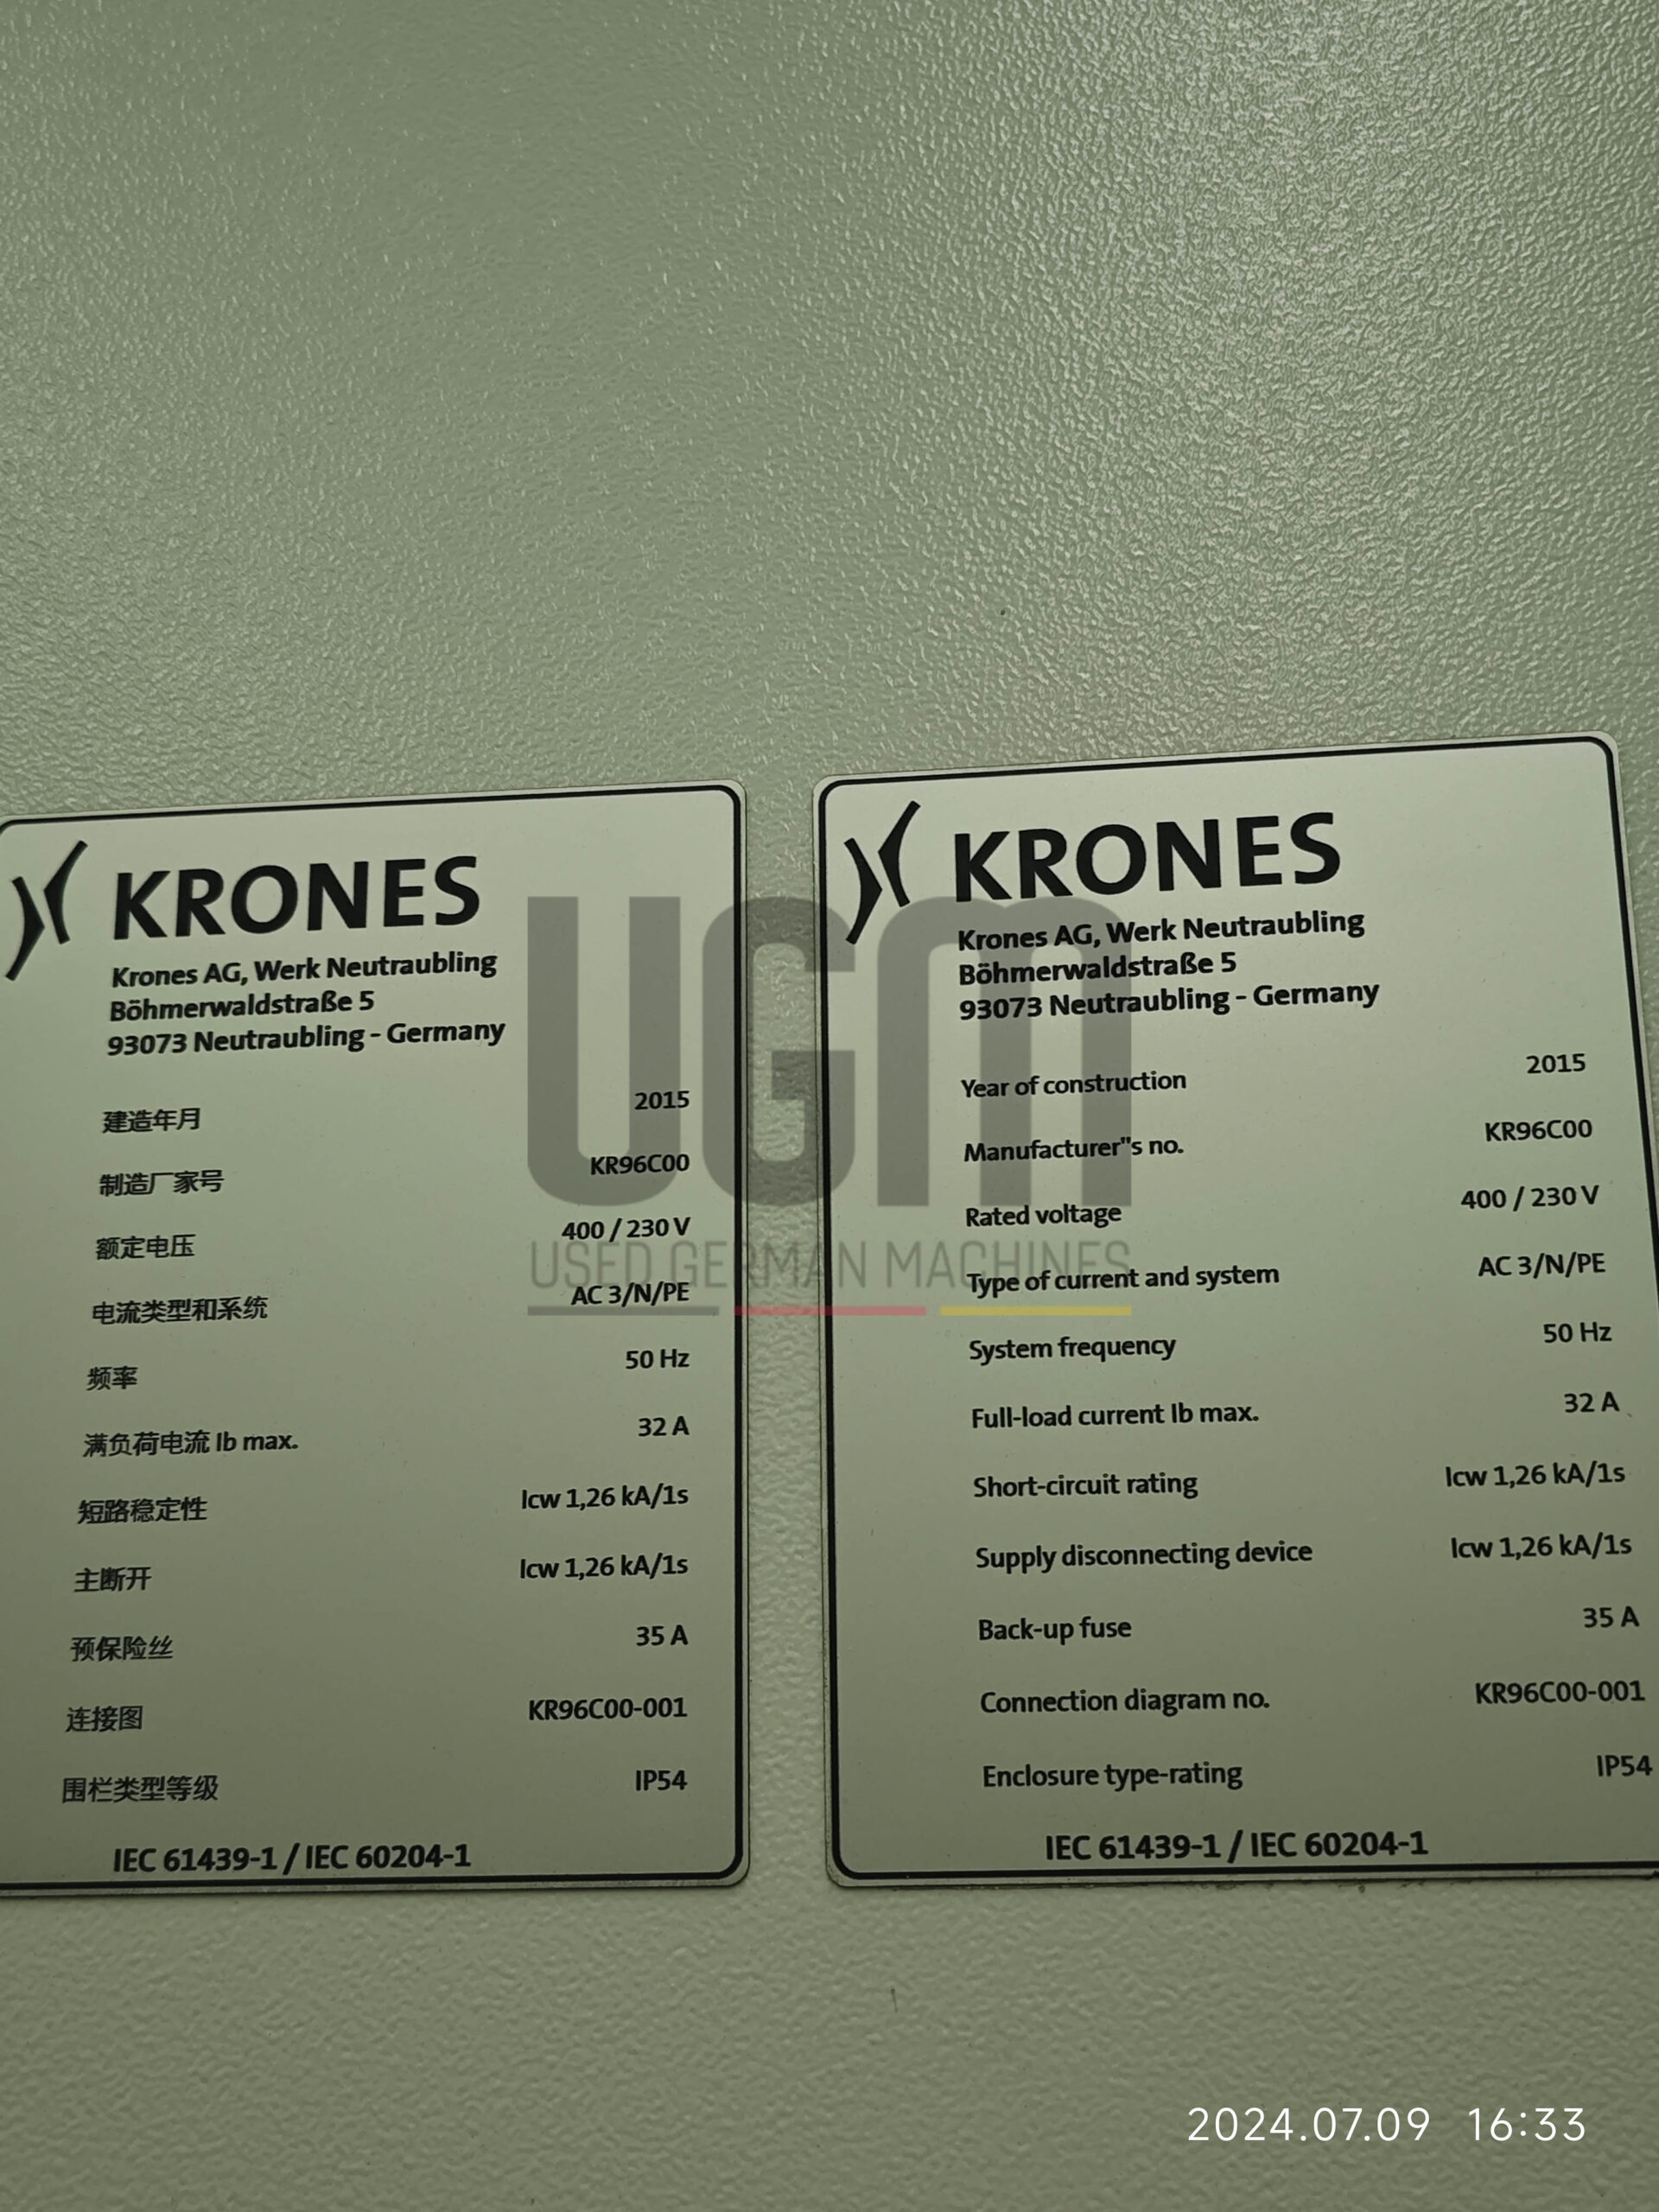 KRONES
Krones AG, Werk Neutraubling
Böhmerwaldstraße 5
93073 Neutraubling - Germany
建造年月 2015
制造厂家号 KR96C00
额定电压 400 / 230 V
电流类型和系统 AC 3/N/PE
频率 50 Hz
满负荷电流 Ib max. 32 A
短路稳定性 Icw 1,26 kA/1s
主断开 Icw 1,26 kA/1s
预保险丝 35 A
连接图 KR96C00-001
围栏类型等级 IP54
IEC 61439-1 / IEC 60204-1
KRONES
Krones AG, Werk Neutraubling
Böhmerwaldstraße 5
93073 Neutraubling - Germany
Year of construction 2015
Manufacturer"s no. KR96C00
Rated voltage 400 / 230 V
Type of current and system AC 3/N/PE
System frequency 50 Hz
Full-load current Ib max. 32 A
Short-circuit rating Icw 1,26 kA/1s
Supply disconnecting device Icw 1,26 kA/1s
Back-up fuse 35 A
Connection diagram no. KR96C00-001
Enclosure type-rating IP54
IEC 61439-1 / IEC 60204-1
UGM
USED GERMAN MACHINES
2024.07.09 16:33